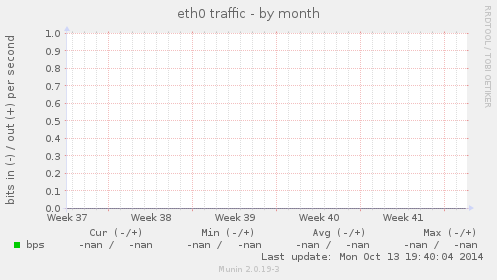 eth0 traffic - by month
RRDTOOL / TOBI OETIKER
bits in (-) / out (+) per second
1.0
0.9
0.8
0.7
0.6
0.5
0.4
0.3
0.2
0.1
0.0
Week 37 Week 38 Week 39 Week 40 Week 41
Cur (-/+) Min (-/+) Avg (-/+) Max (-/+)
bps -nan / -nan -nan / -nan -nan / -nan -nan / -nan
Last update: Mon Oct 13 19:40:04 2014
Munin 2.0.19-3